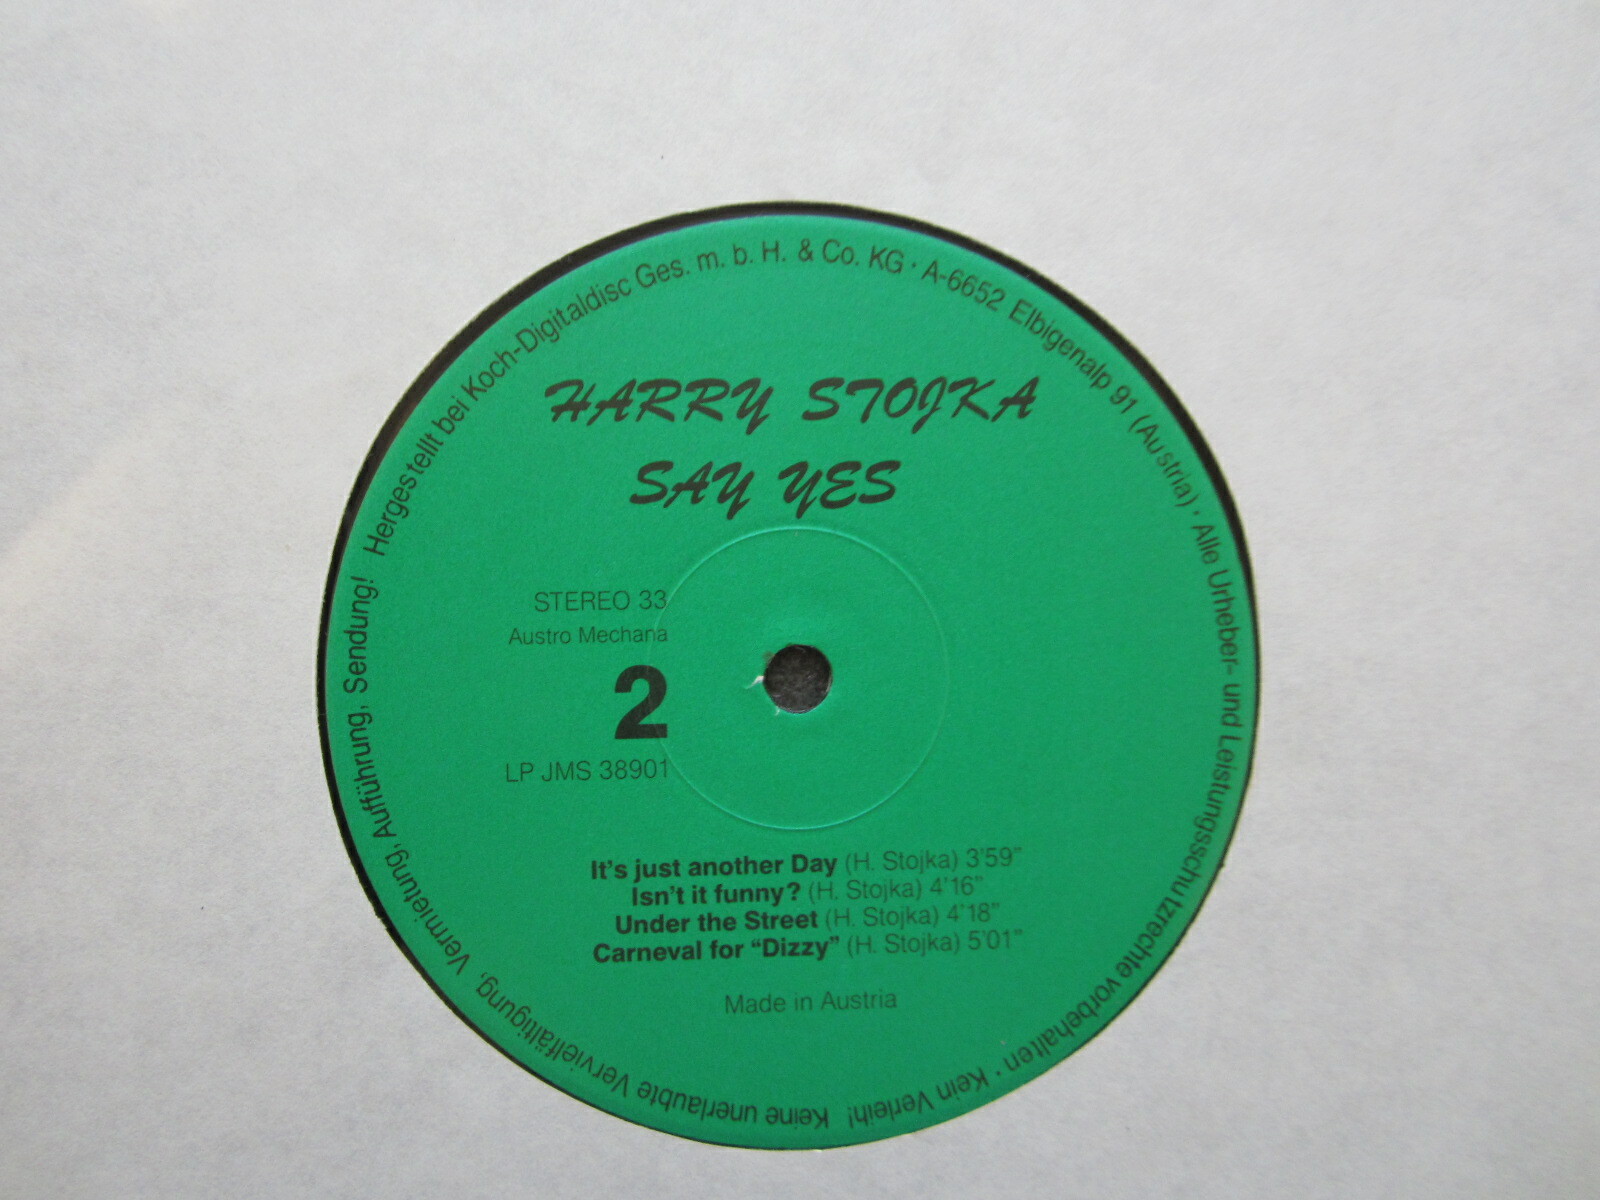 Hergestellt bei Koch-Digitaldisc Ges. m. b. H. & Co. KG · A-6652 Elbigenalp 91 (Austria) · Alle Urheber- und Leistungsschutzrechte vorbehalten · Kein Verleih! Keine unerlaubte Vervielfältigung, Vermietung, Aufführung, Sendung!
HARRY STOJKA
SAY YES
STEREO 33
Austro Mechana
2
LP JMS 38901
It's just another Day (H. Stojka) 3'59"
Isn't it funny? (H. Stojka) 4'16"
Under the Street (H. Stojka) 4'18"
Carneval for "Dizzy" (H. Stojka) 5'01"
Made in Austria